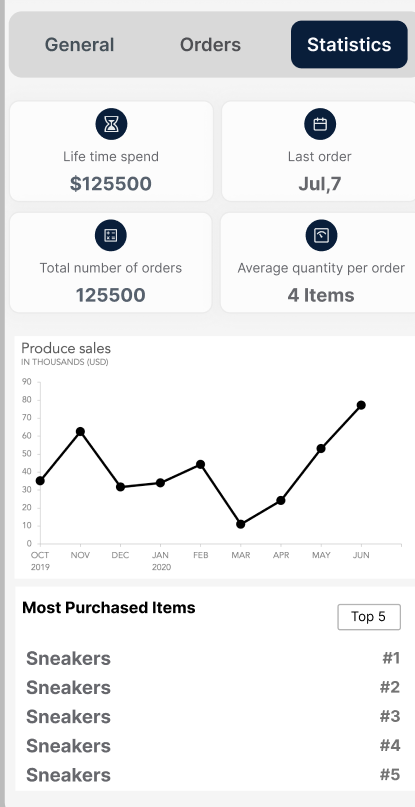 General Orders Statistics
Life time spend
$125500
Last order
Jul,7
Total number of orders
125500
Average quantity per order
4 Items
Produce sales
IN THOUSANDS (USD)
90
80
70
60
50
40
30
20
10
0
OCT NOV DEC JAN FEB MAR APR MAY JUN
2019 2020
Most Purchased Items
Top 5
Sneakers #1
Sneakers #2
Sneakers #3
Sneakers #4
Sneakers #5